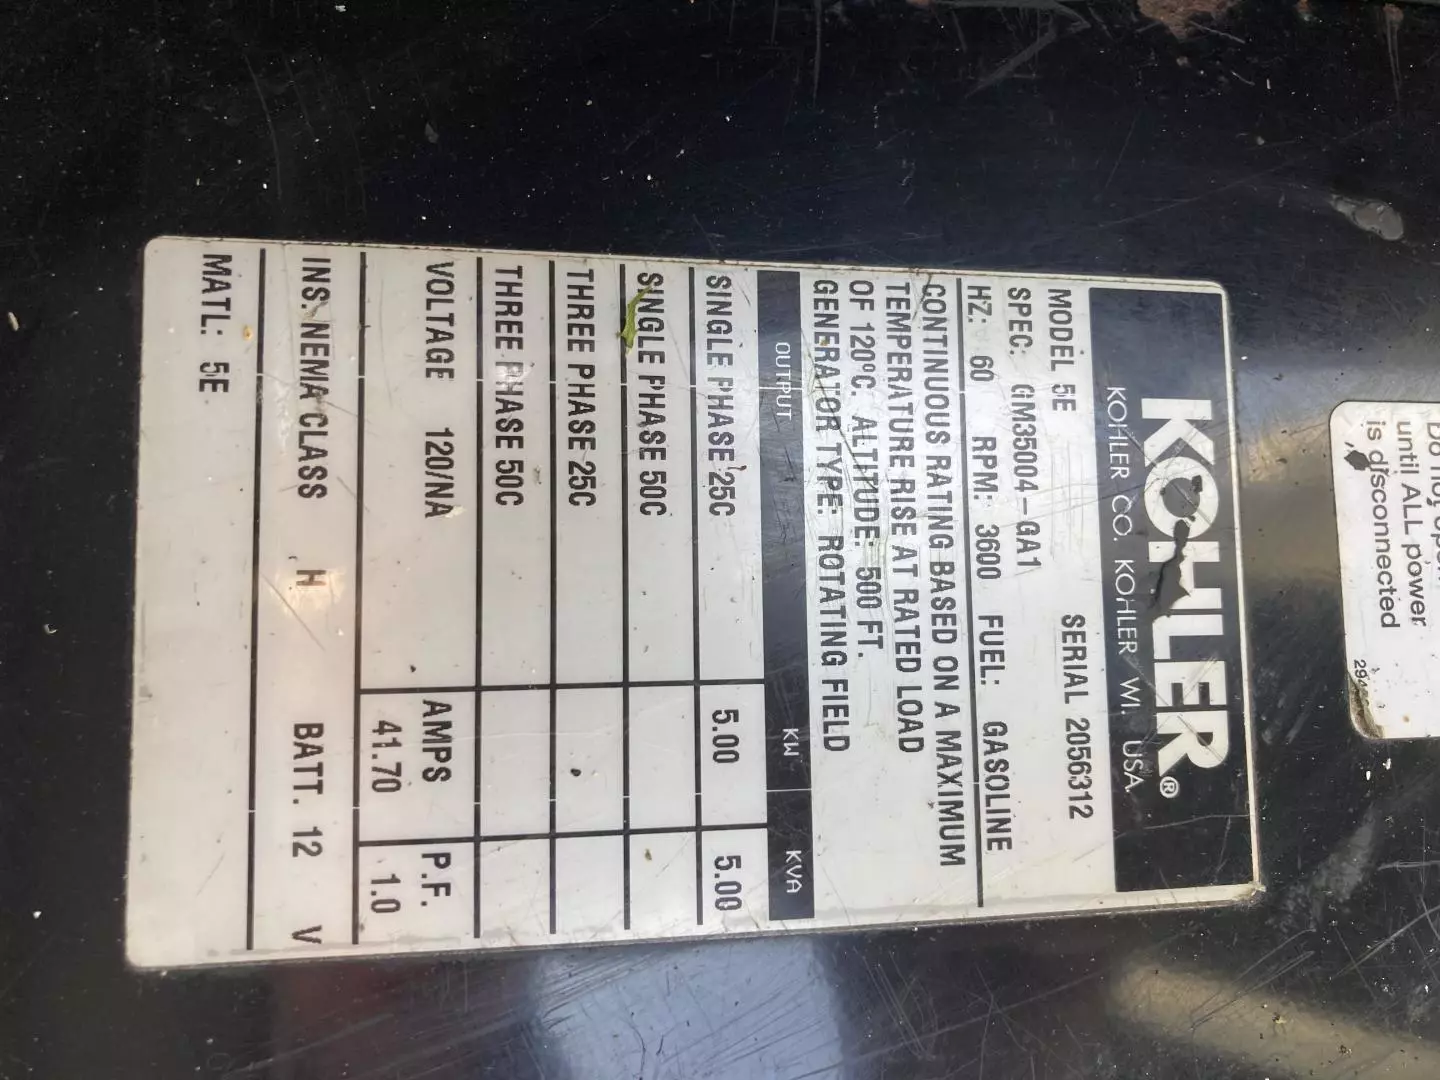 KOHLER®
KOHLER CO. KOHLER WI. USA
MODEL 5E SERIAL 2056312
SPEC: GM35004-GA1
HZ: 60 RPM: 3600 FUEL: GASOLINE
CONTINUOUS RATING BASED ON A MAXIMUM
TEMPERATURE RISE AT RATED LOAD
OF 120°C. ALTITUDE: 500 FT.
GENERATOR TYPE: ROTATING FIELD
OUTPUT KW KVA
SINGLE PHASE 25C 5.00 5.00
SINGLE PHASE 50C
THREE PHASE 25C
THREE PHASE 50C
VOLTAGE 120/NA AMPS P.F.
41.70 1.0
INS. NEMA CLASS H BATT. 12 V
MATL: 5E
until ALL power
is disconnected